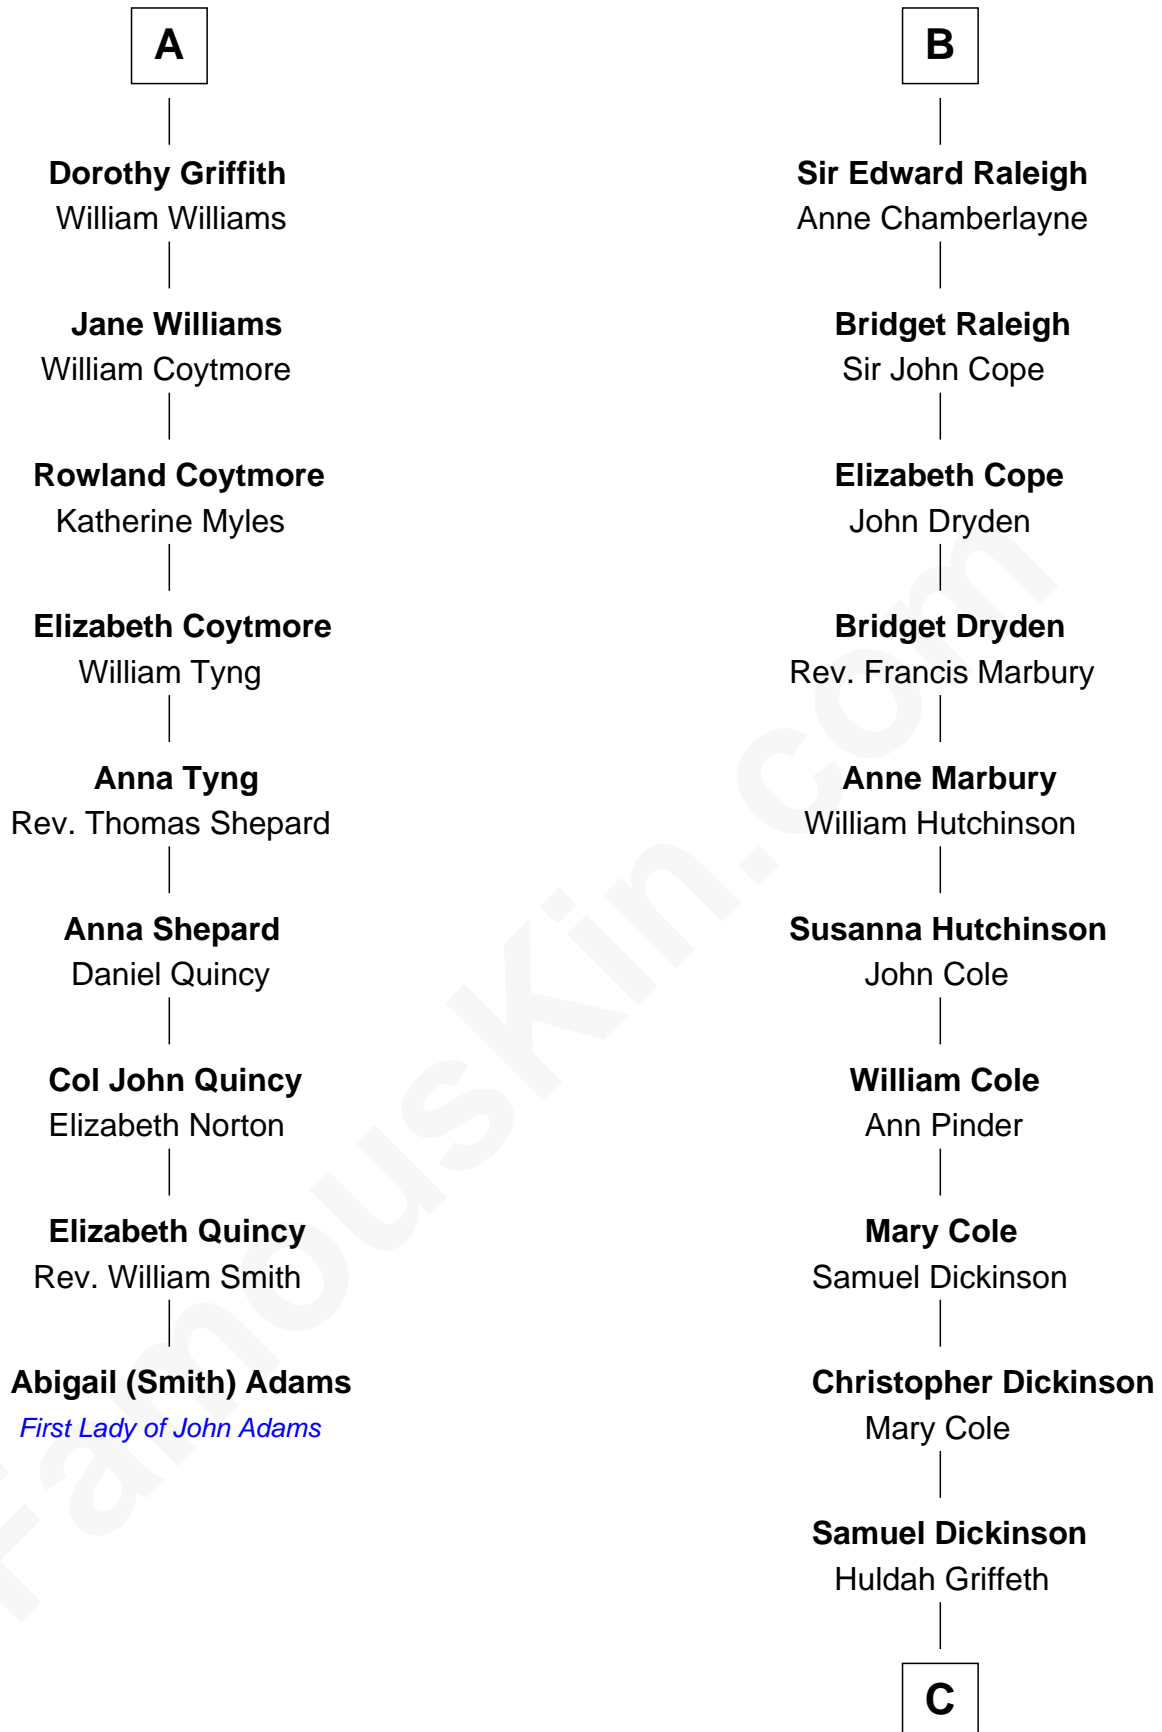 A
Dorothy Griffith
William Williams
Jane Williams
William Coytmore
Rowland Coytmore
Katherine Myles
Elizabeth Coytmore
William Tyng
Anna Tyng
Rev. Thomas Shepard
Anna Shepard
Daniel Quincy
Col John Quincy
Elizabeth Norton
Elizabeth Quincy
Rev. William Smith
Abigail (Smith) Adams
First Lady of John Adams
B
Sir Edward Raleigh
Anne Chamberlayne
Bridget Raleigh
Sir John Cope
Elizabeth Cope
John Dryden
Bridget Dryden
Rev. Francis Marbury
Anne Marbury
William Hutchinson
Susanna Hutchinson
John Cole
William Cole
Ann Pinder
Mary Cole
Samuel Dickinson
Christopher Dickinson
Mary Cole
Samuel Dickinson
Huldah Griffeth
C
FamousKin.com